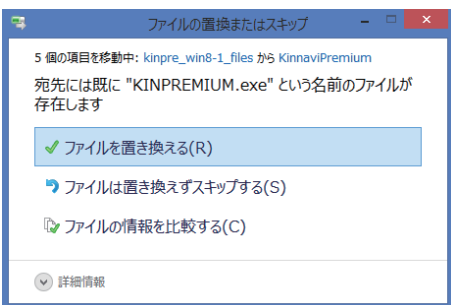 ファイルの置換またはスキップ
5 個の項目を移動中: kinpre_win8-1_files から KinnaviPremium
宛先には既に "KINPREMIUM.exe" という名前のファイルが
存在します
ファイルを置き換える(R)
ファイルは置き換えずスキップする(S)
ファイルの情報を比較する(C)
詳細情報